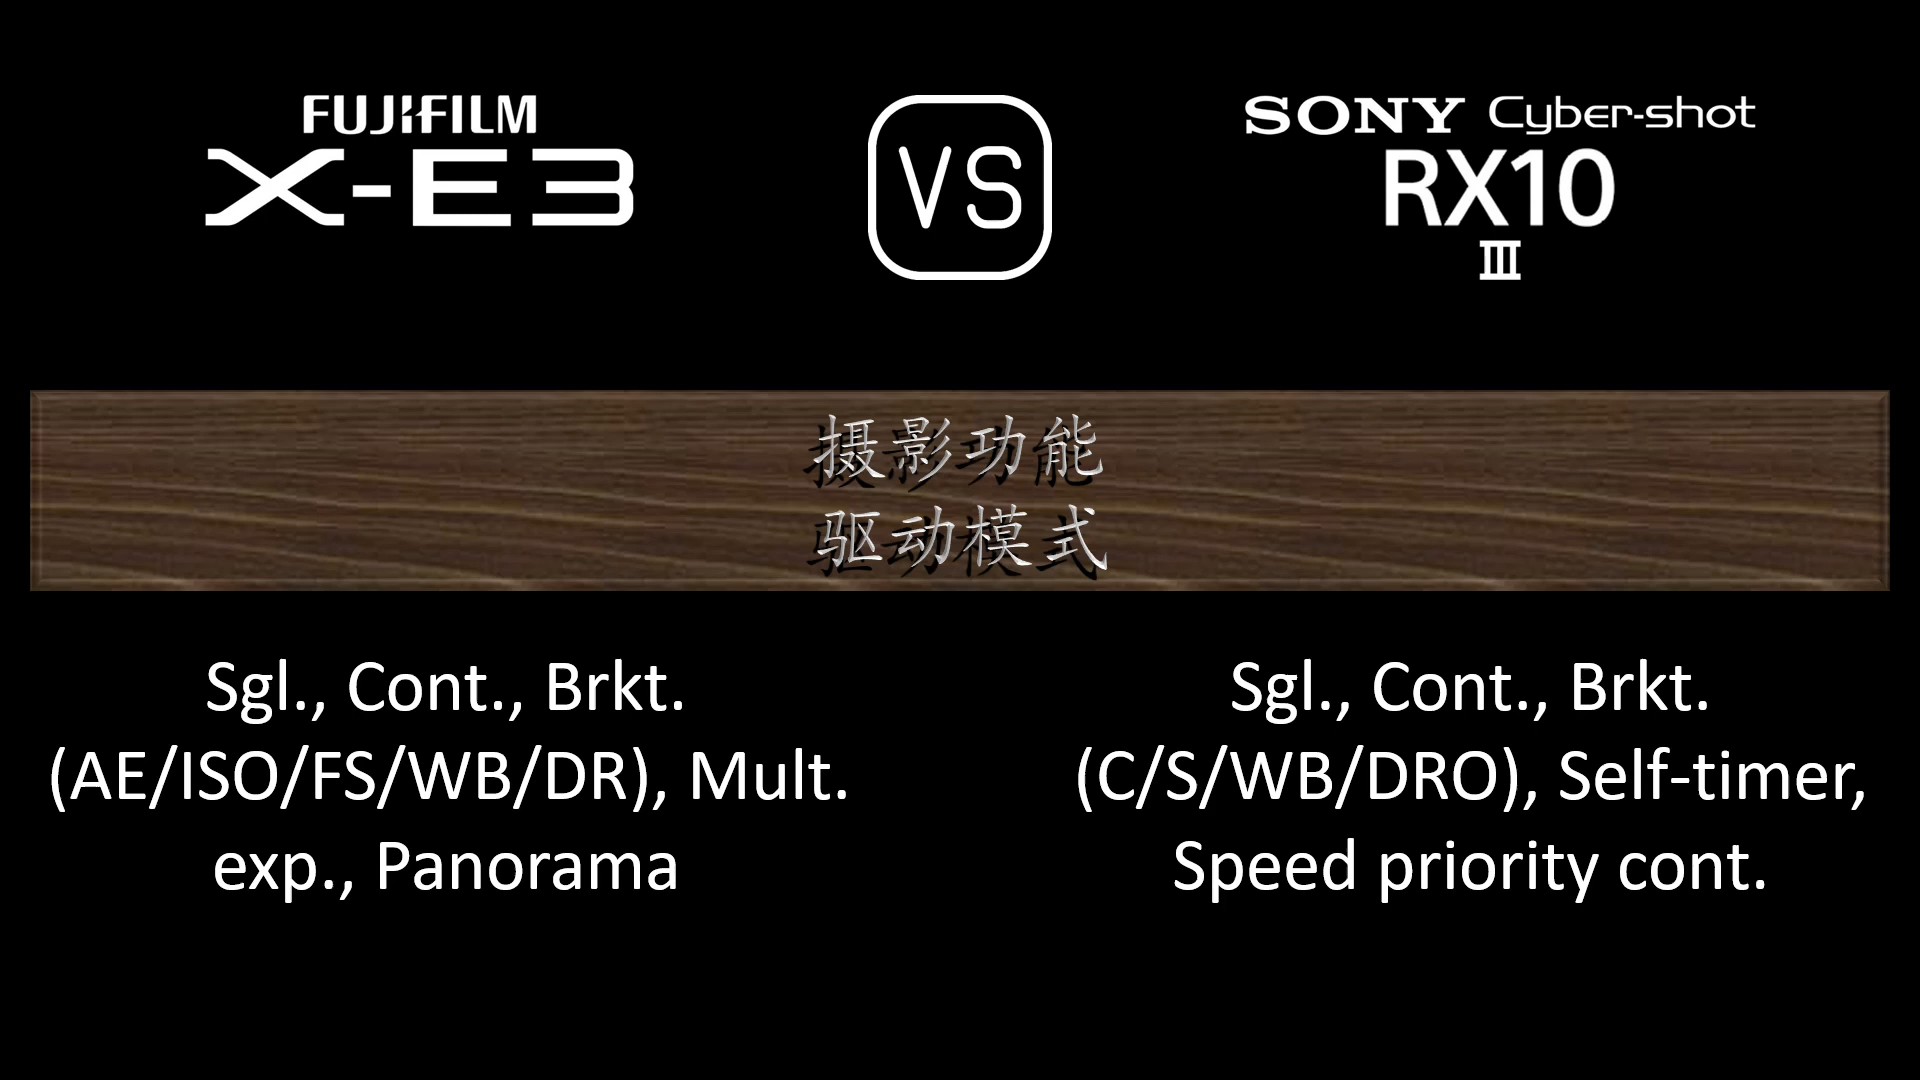 FUJIFILM
X-E3
VS
SONY Cyber-shot
RX10
III
摄影功能
驱动模式
Sgl., Cont., Brkt.
(AE/ISO/FS/WB/DR), Mult.
exp., Panorama
Sgl., Cont., Brkt.
(C/S/WB/DRO), Self-timer,
Speed priority cont.